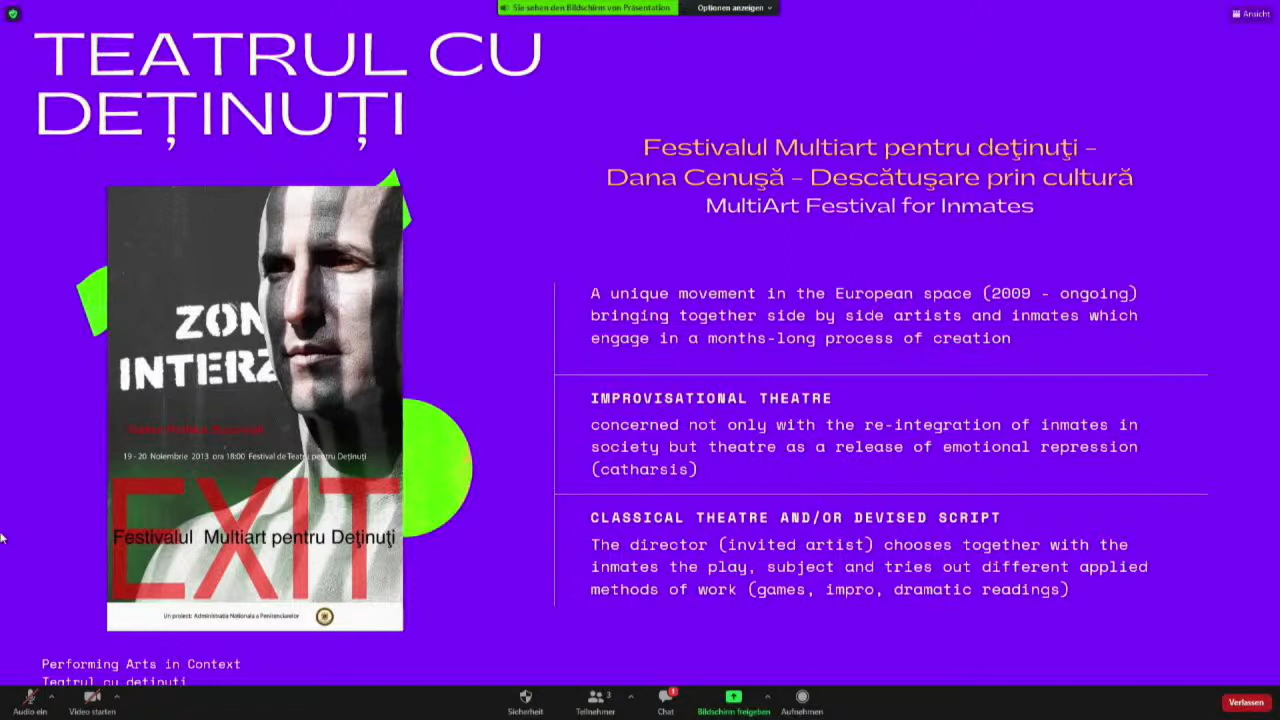 Sie sehen den Bildschirm von Präsentation
Optionen anzeigen
Ansicht
TEATRUL CU
DEȚINUȚI
Festivalul Multiart pentru deţinuţi –
Dana Cenuşă – Descătuşare prin cultură
MultiArt Festival for Inmates
A unique movement in the European space (2009 - ongoing)
bringing together side by side artists and inmates which
engage in a months-long process of creation
IMPROVISATIONAL THEATRE
concerned not only with the re-integration of inmates in
society but theatre as a release of emotional repression
(catharsis)
CLASSICAL THEATRE AND/OR DEVISED SCRIPT
The director (invited artist) chooses together with the
inmates the play, subject and tries out different applied
methods of work (games, impro, dramatic readings)
ZON
INTERZ
19 - 20 Noiembrie 2013 ora 18:00 Festival de Teatru pentru Deţinuţi
EXIT
Festivalul Multiart pentru Deţinuţi
Un proiect: Administratia Nationala a Penitenciarelor
Performing Arts in Context
Teatrul cu deținuți
Audio ein
Video starten
Sicherheit
3
Teilnehmer
1
Chat
Bildschirm freigeben
Aufnehmen
Verlassen